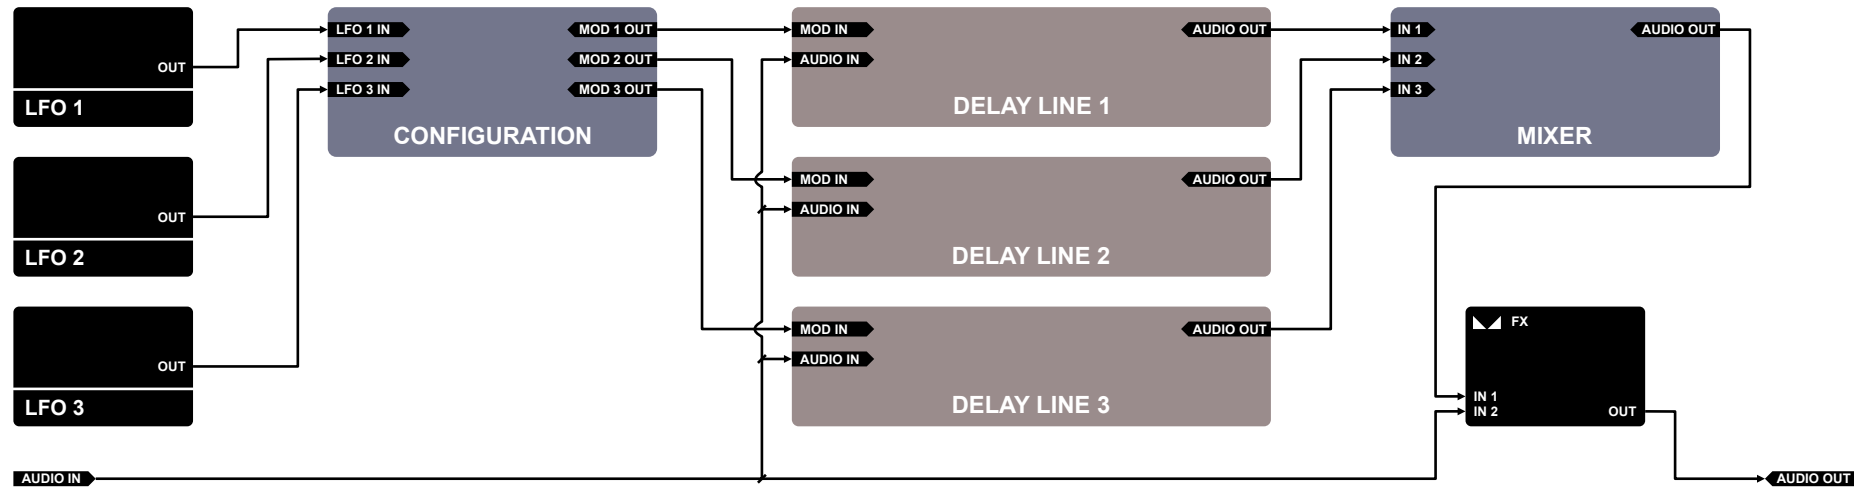 OUT
LFO 1
OUT
LFO 2
OUT
LFO 3
LFO 1 IN
LFO 2 IN
LFO 3 IN
MOD 1 OUT
MOD 2 OUT
MOD 3 OUT
CONFIGURATION
MOD IN
AUDIO IN
AUDIO OUT
DELAY LINE 1
MOD IN
AUDIO IN
AUDIO OUT
DELAY LINE 2
MOD IN
AUDIO IN
AUDIO OUT
DELAY LINE 3
IN 1
IN 2
IN 3
AUDIO OUT
MIXER
FX
IN 1
IN 2
OUT
AUDIO IN
AUDIO OUT